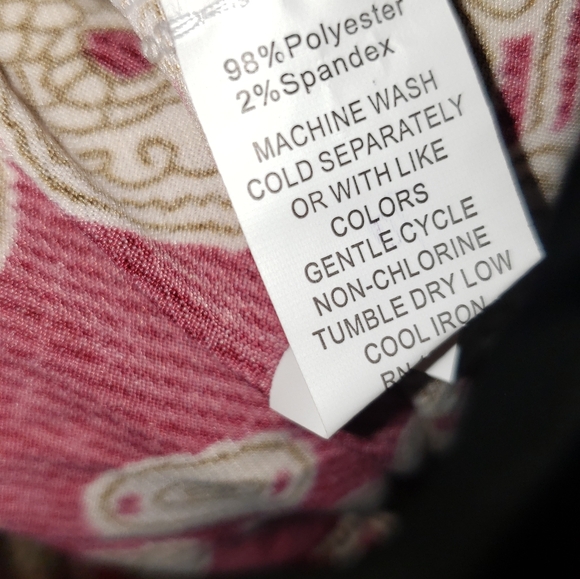 98%Polyester
2%Spandex
MACHINE WASH
COLD SEPARATELY
OR WITH LIKE
COLORS
GENTLE CYCLE
NON-CHLORINE
TUMBLE DRY LOW
COOL IRON
RN